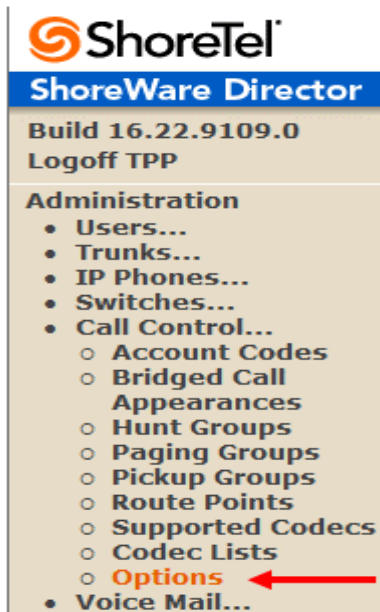 ShoreTel
ShoreWare Director
Build 16.22.9109.0
Logoff TPP
Administration
• Users...
• Trunks...
• IP Phones...
• Switches...
• Call Control...
○ Account Codes
○ Bridged Call
Appearances
○ Hunt Groups
○ Paging Groups
○ Pickup Groups
○ Route Points
○ Supported Codecs
○ Codec Lists
○ Options
• Voice Mail...